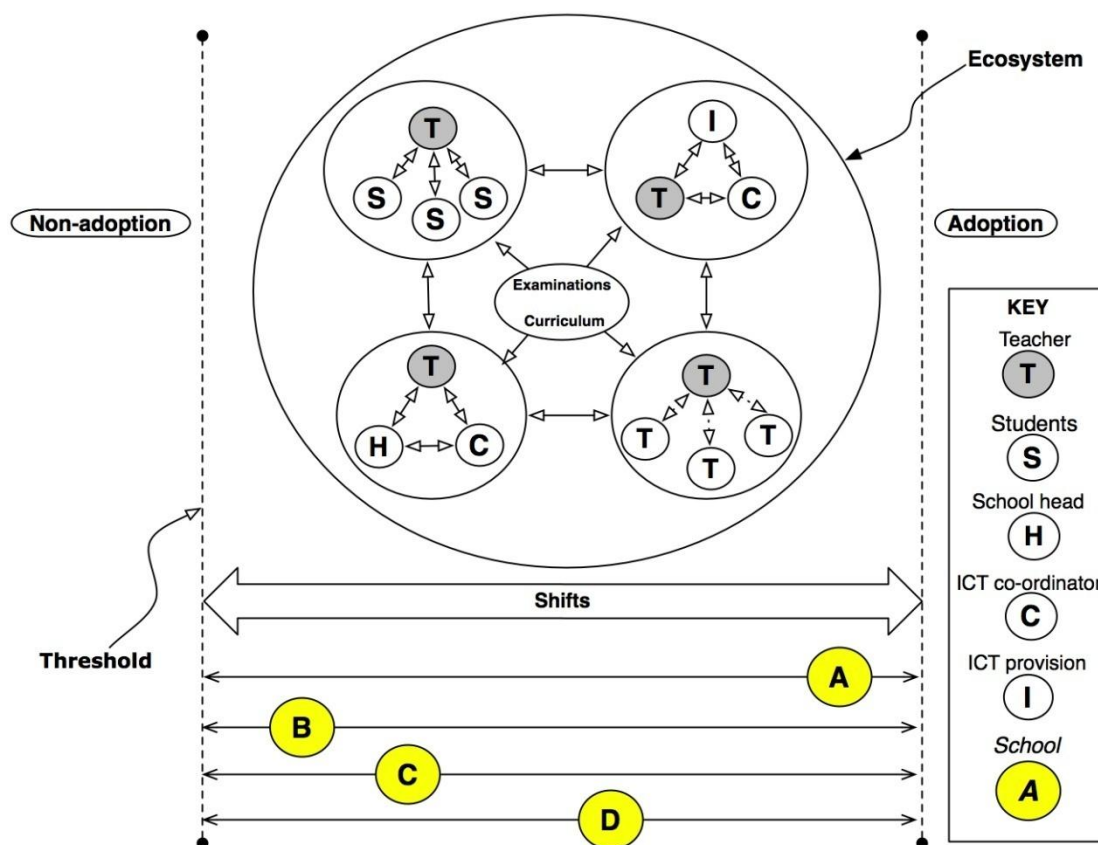 Ecosystem
T
S
S
S
I
T
C
Non-adoption
Adoption
Examinations
Curriculum
T
H
C
T
T
T
T
KEY
Teacher
T
Students
S
School head
H
ICT co-ordinator
C
ICT provision
I
School
A
Shifts
Threshold
A
B
C
D